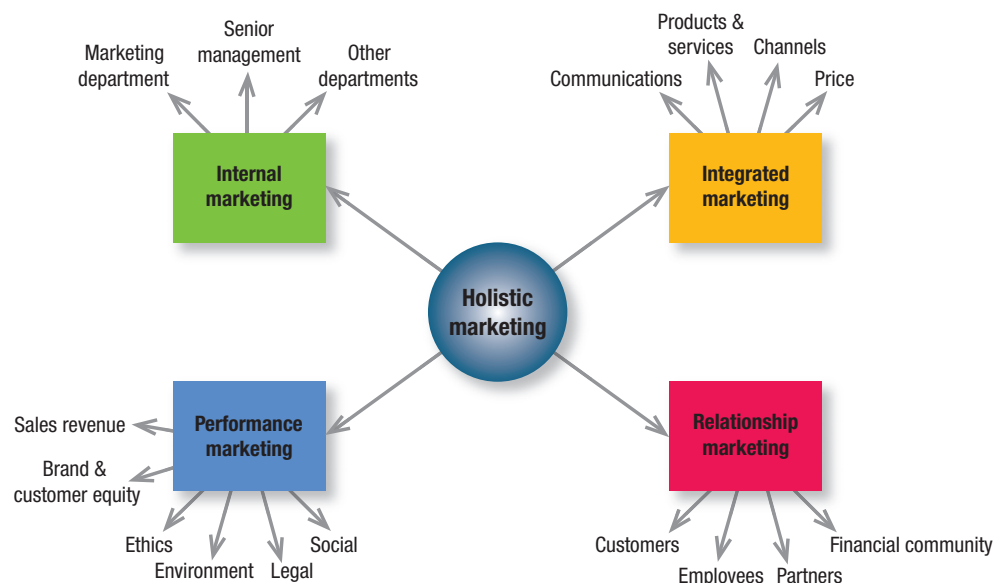 Senior
management
Marketing
department
Other
departments
Internal
marketing
Products &
services
Channels
Communications
Price
Integrated
marketing
Holistic
marketing
Performance
marketing
Sales revenue
Brand &
customer equity
Ethics
Environment
Legal
Social
Relationship
marketing
Customers
Employees
Partners
Financial community